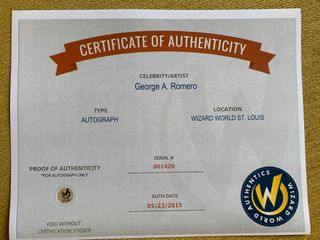 CERTIFICATE OF AUTHENTICITY
CELEBRITY/ARTIST
George A. Romero
TYPE
AUTOGRAPH
LOCATION
WIZARD WORLD ST. LOUIS
SERIAL #:
001420
PROOF OF AUTHENTICITY
*FOR AUTOGRAPH ONLY
AUTH DATE:
05/23/2015
VOID WITHOUT
CERTIFICATION STICKER
WIZARD WORLD AUTHENTICS
W